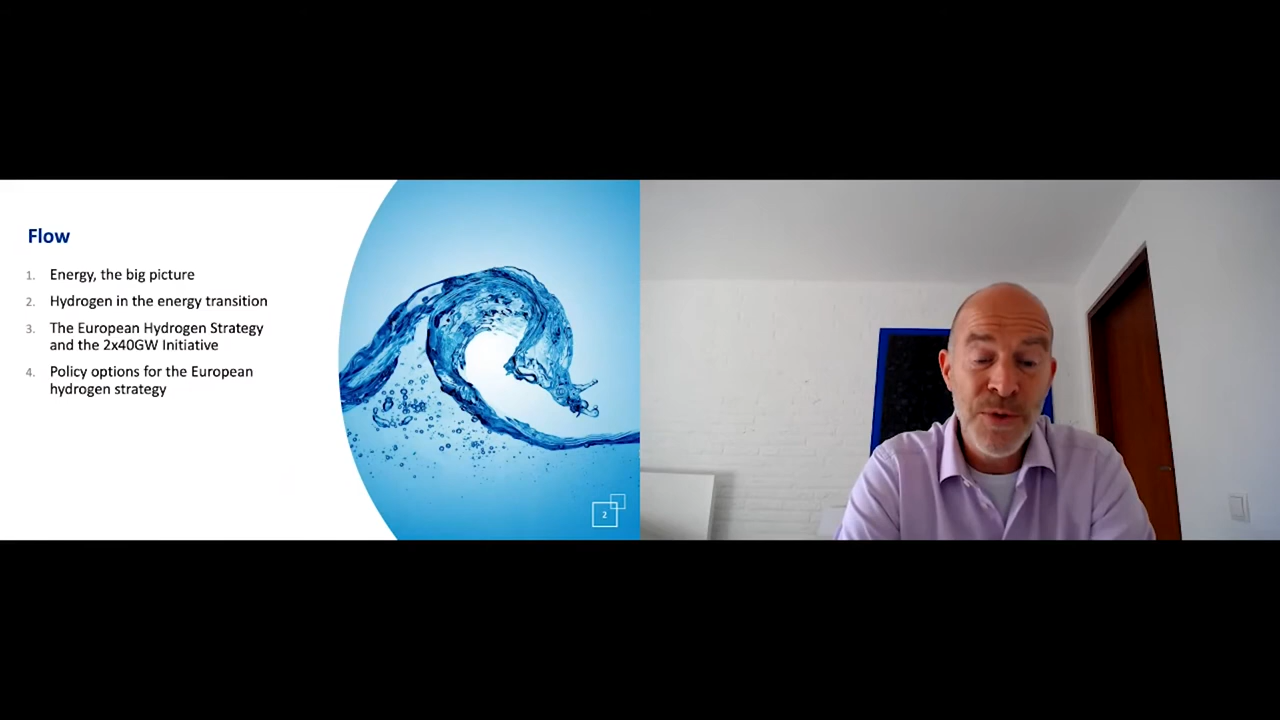 Flow
1. Energy, the big picture
2. Hydrogen in the energy transition
3. The European Hydrogen Strategy
and the 2x40GW Initiative
4. Policy options for the European
hydrogen strategy
2